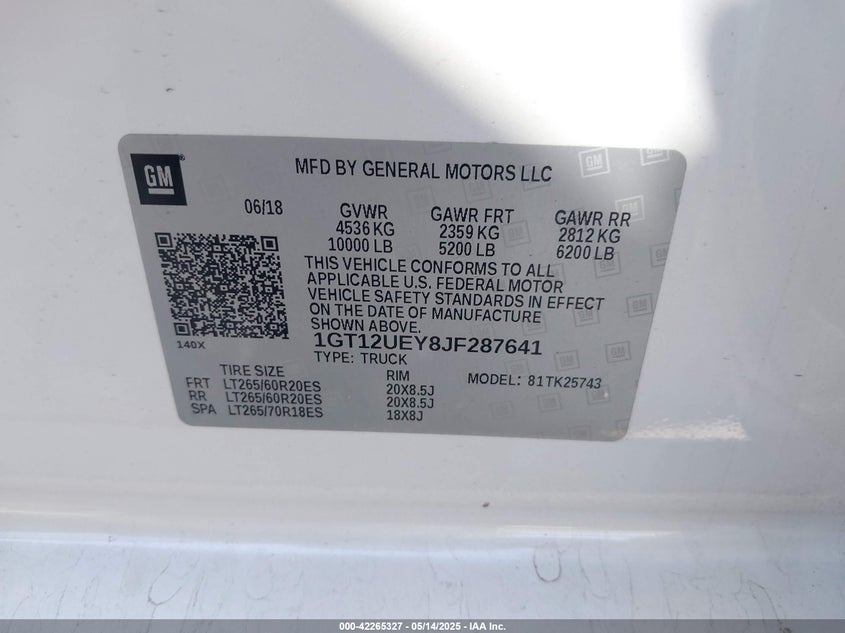 GM
MFD BY GENERAL MOTORS LLC
06/18
GVWR
4536 KG
10000 LB
GAWR FRT
2359 KG
5200 LB
GAWR RR
2812 KG
6200 LB
THIS VEHICLE CONFORMS TO ALL
APPLICABLE U.S. FEDERAL MOTOR
VEHICLE SAFETY STANDARDS IN EFFECT
ON THE DATE OF MANUFACTURE
SHOWN ABOVE.
140X
1GT12UEY8JF287641
TYPE: TRUCK
MODEL: 81TK25743
TIRE SIZE RIM
FRT LT265/60R20ES 20X8.5J
RR LT265/60R20ES 20X8.5J
SPA LT265/70R18ES 18X8J
000-42265327 - 05/14/2025 - IAA Inc.